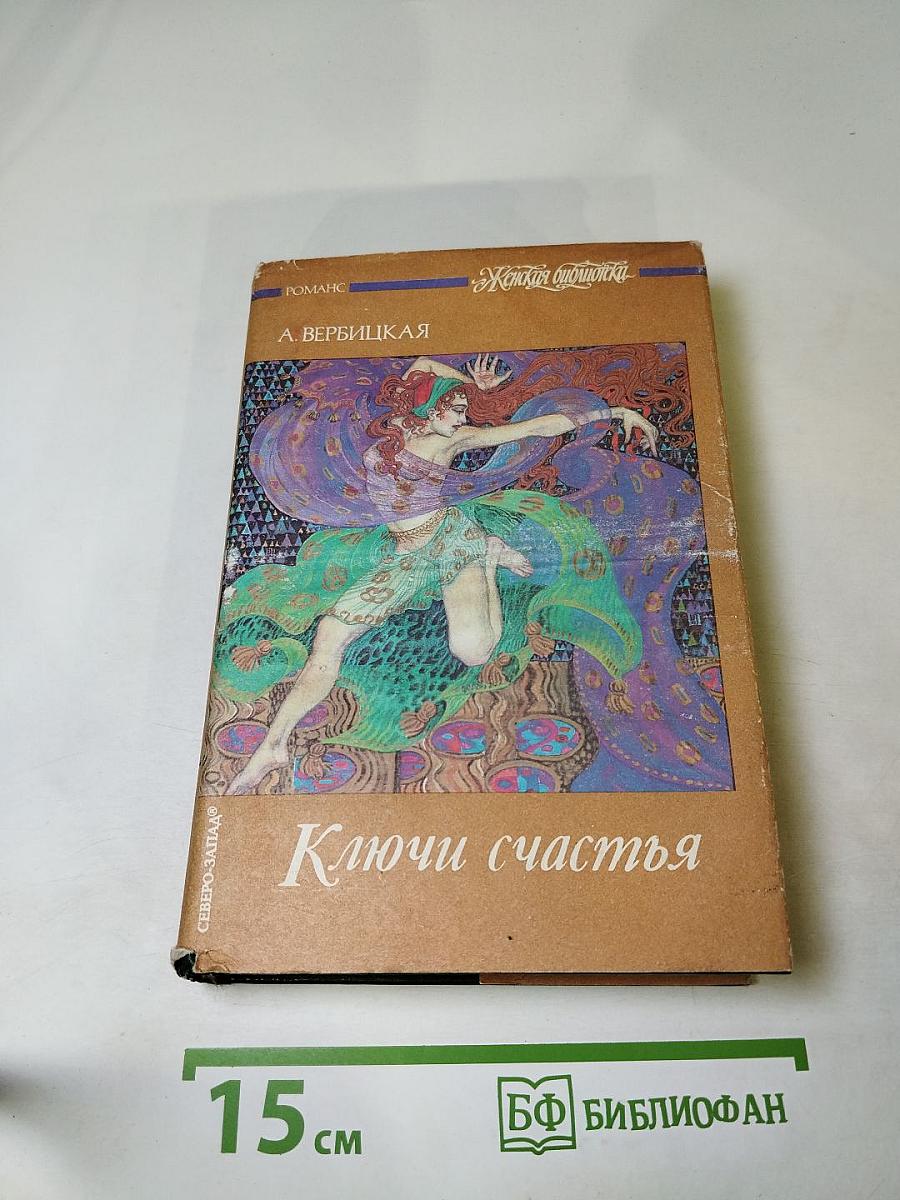 РОМАНС
Женская библиотека
А. ВЕРБИЦКАЯ
СЕВЕРО-ЗАПАД®
Ключи счастья
15 см
БФ БИБЛИОФАН